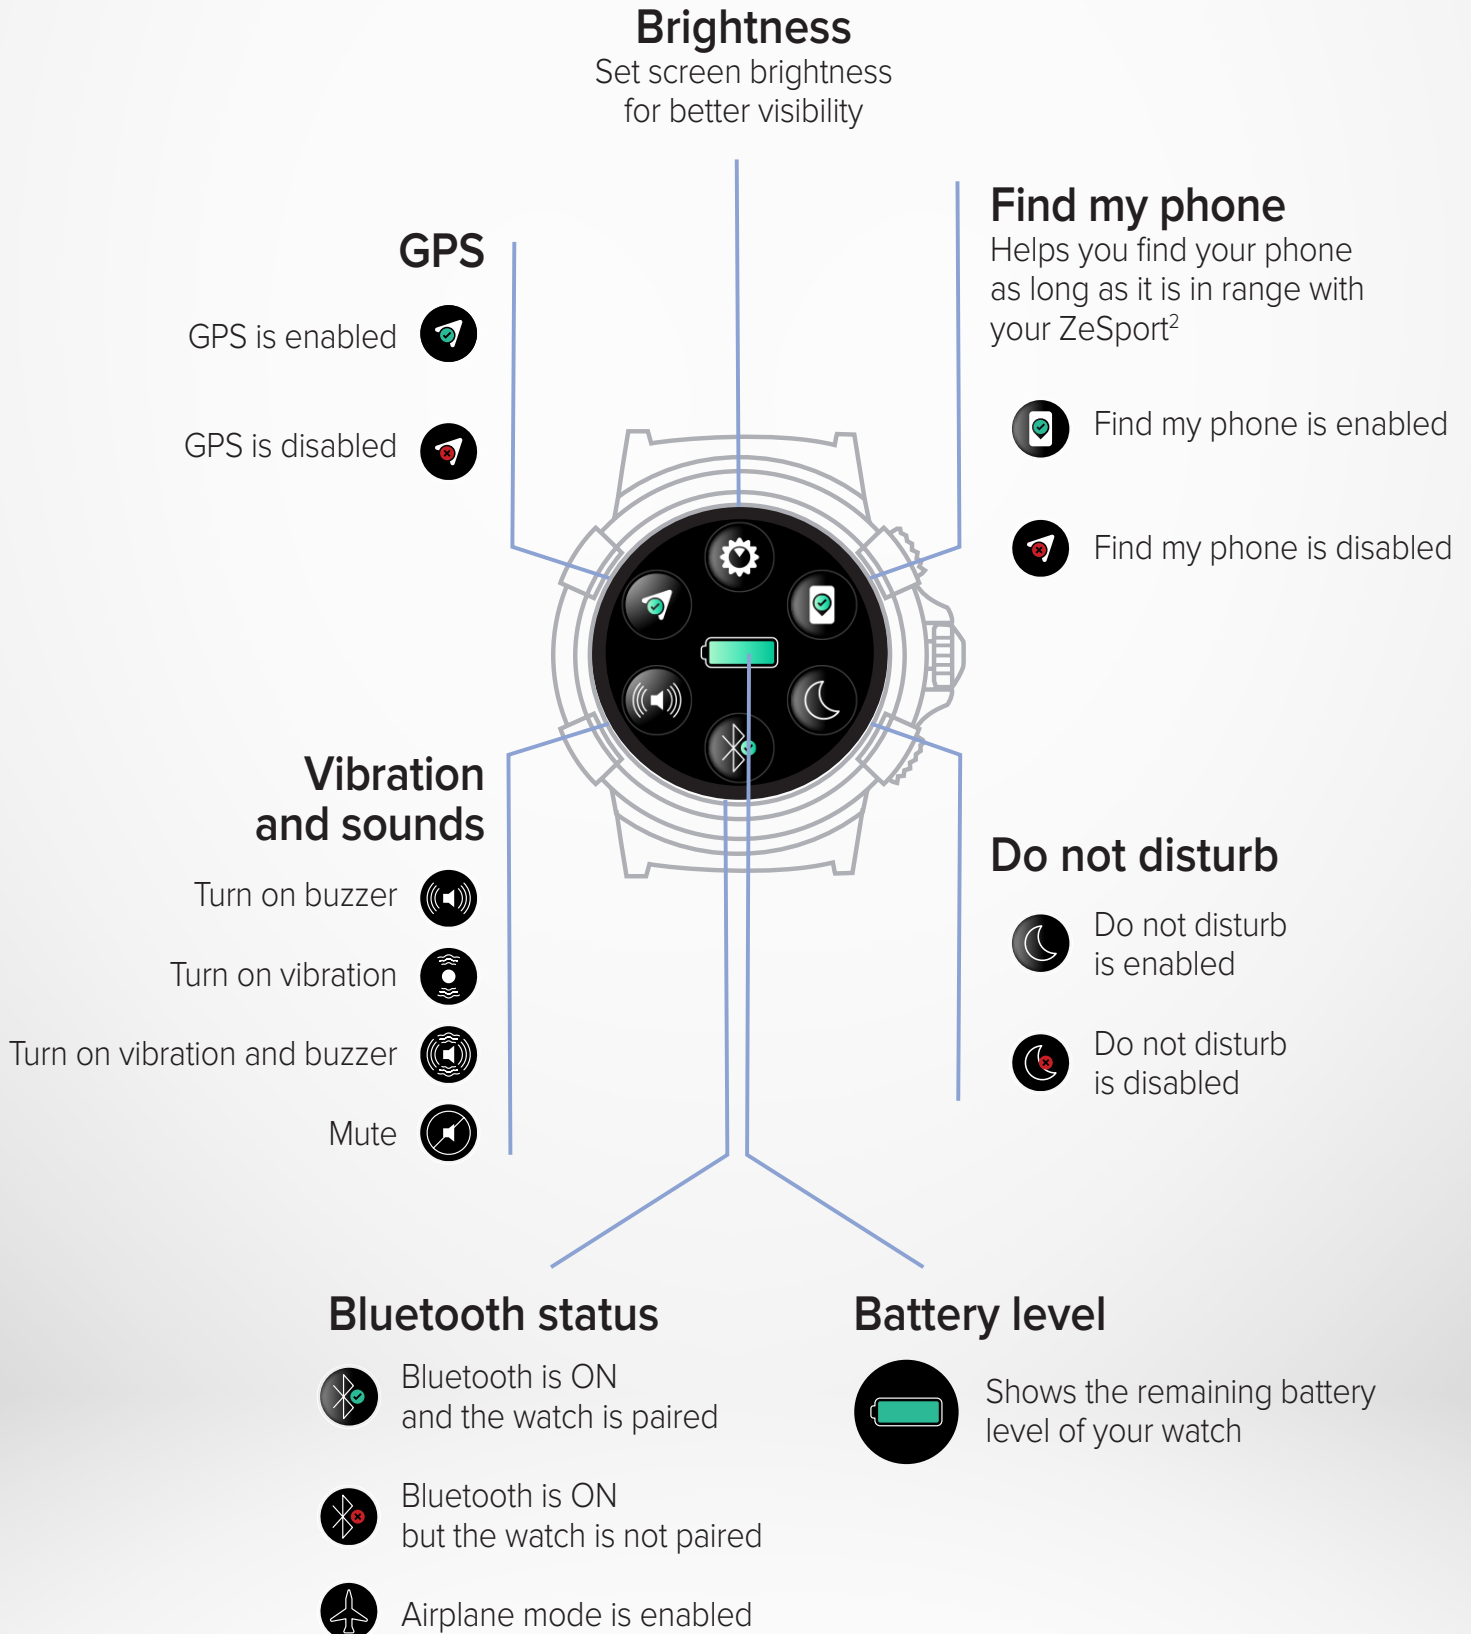 Brightness
Set screen brightness
for better visibility
GPS
GPS is enabled
GPS is disabled
Find my phone
Helps you find your phone
as long as it is in range with
your ZeSport²
Find my phone is enabled
Find my phone is disabled
Vibration
and sounds
Turn on buzzer
Turn on vibration
Turn on vibration and buzzer
Mute
Do not disturb
Do not disturb
is enabled
Do not disturb
is disabled
Bluetooth status
Bluetooth is ON
and the watch is paired
Bluetooth is ON
but the watch is not paired
Airplane mode is enabled
Battery level
Shows the remaining battery
level of your watch